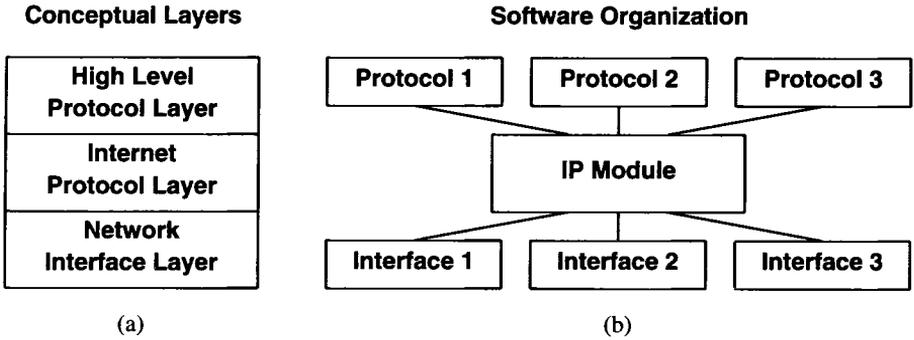 Conceptual Layers
High Level
Protocol Layer
Internet
Protocol Layer
Network
Interface Layer
(a)
Software Organization
Protocol 1
Protocol 2
Protocol 3
IP Module
Interface 1
Interface 2
Interface 3
(b)